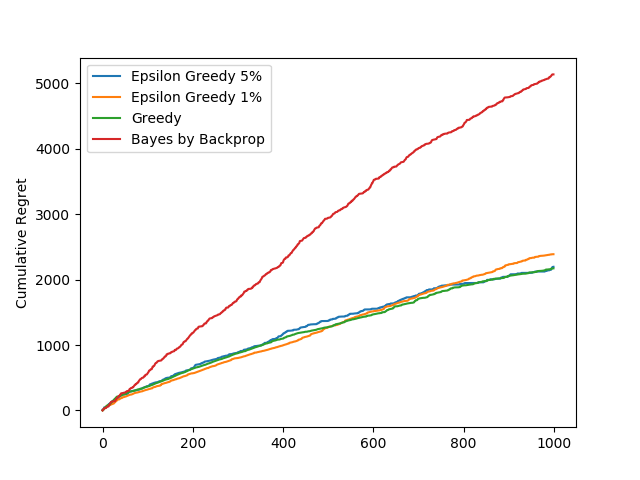 Epsilon Greedy 5%
Epsilon Greedy 1%
Greedy
Bayes by Backprop
Cumulative Regret
5000
4000
3000
2000
1000
0
0 200 400 600 800 1000